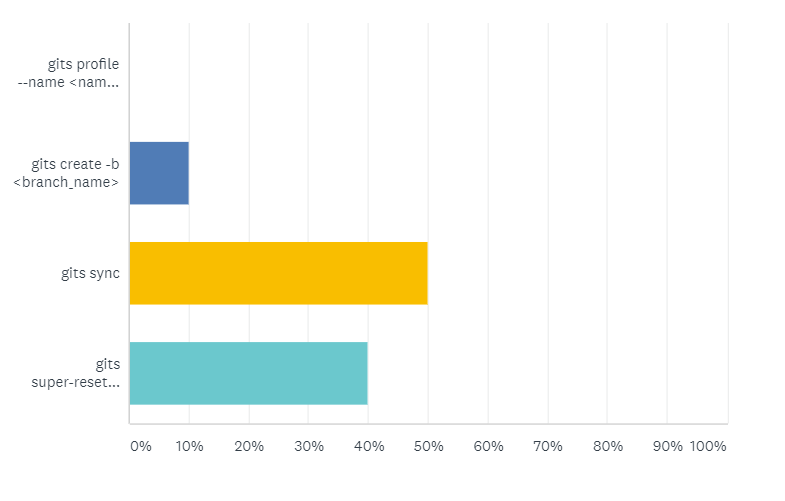 gits profile
--name <nam...
gits create -b
<branch_name>
gits sync
gits
super-reset...
0% 10% 20% 30% 40% 50% 60% 70% 80% 90% 100%